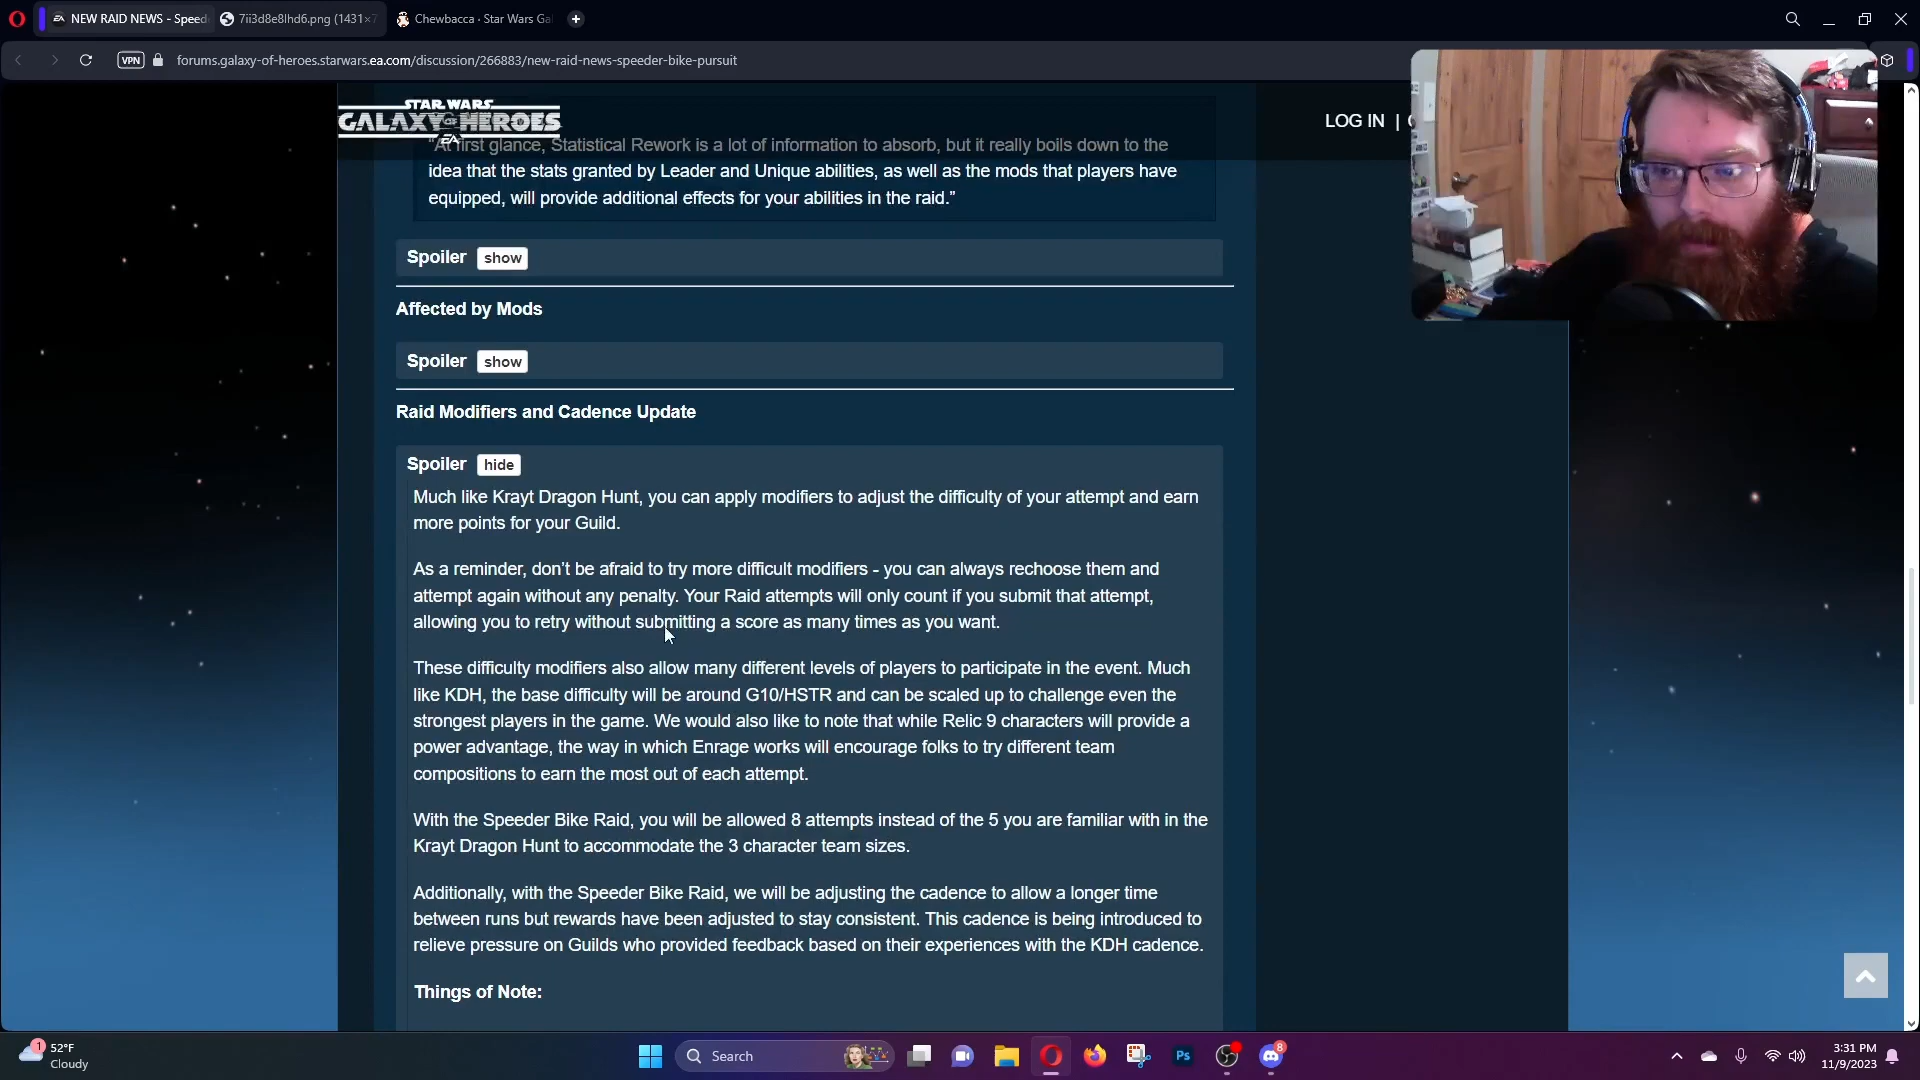 NEW RAID NEWS - Speed
7ii3d8e8lhd6.png (1431×7
Chewbacca · Star Wars Ga
VPN
forums.galaxy-of-heroes.starwars.ea.com/discussion/266883/new-raid-news-speeder-bike-pursuit
STAR WARS
GALAXY OF HEROES
EA
LOG IN |
"At first glance, Statistical Rework is a lot of information to absorb, but it really boils down to the
idea that the stats granted by Leader and Unique abilities, as well as the mods that players have
equipped, will provide additional effects for your abilities in the raid.”
Spoiler show
Affected by Mods
Spoiler show
Raid Modifiers and Cadence Update
Spoiler hide
Much like Krayt Dragon Hunt, you can apply modifiers to adjust the difficulty of your attempt and earn
more points for your Guild.
As a reminder, don’t be afraid to try more difficult modifiers - you can always rechoose them and
attempt again without any penalty. Your Raid attempts will only count if you submit that attempt,
allowing you to retry without submitting a score as many times as you want.
These difficulty modifiers also allow many different levels of players to participate in the event. Much
like KDH, the base difficulty will be around G10/HSTR and can be scaled up to challenge even the
strongest players in the game. We would also like to note that while Relic 9 characters will provide a
power advantage, the way in which Enrage works will encourage folks to try different team
compositions to earn the most out of each attempt.
With the Speeder Bike Raid, you will be allowed 8 attempts instead of the 5 you are familiar with in the
Krayt Dragon Hunt to accommodate the 3 character team sizes.
Additionally, with the Speeder Bike Raid, we will be adjusting the cadence to allow a longer time
between runs but rewards have been adjusted to stay consistent. This cadence is being introduced to
relieve pressure on Guilds who provided feedback based on their experiences with the KDH cadence.
Things of Note:
1
52°F
Cloudy
Search
Ps
8
3:31 PM
11/9/2023